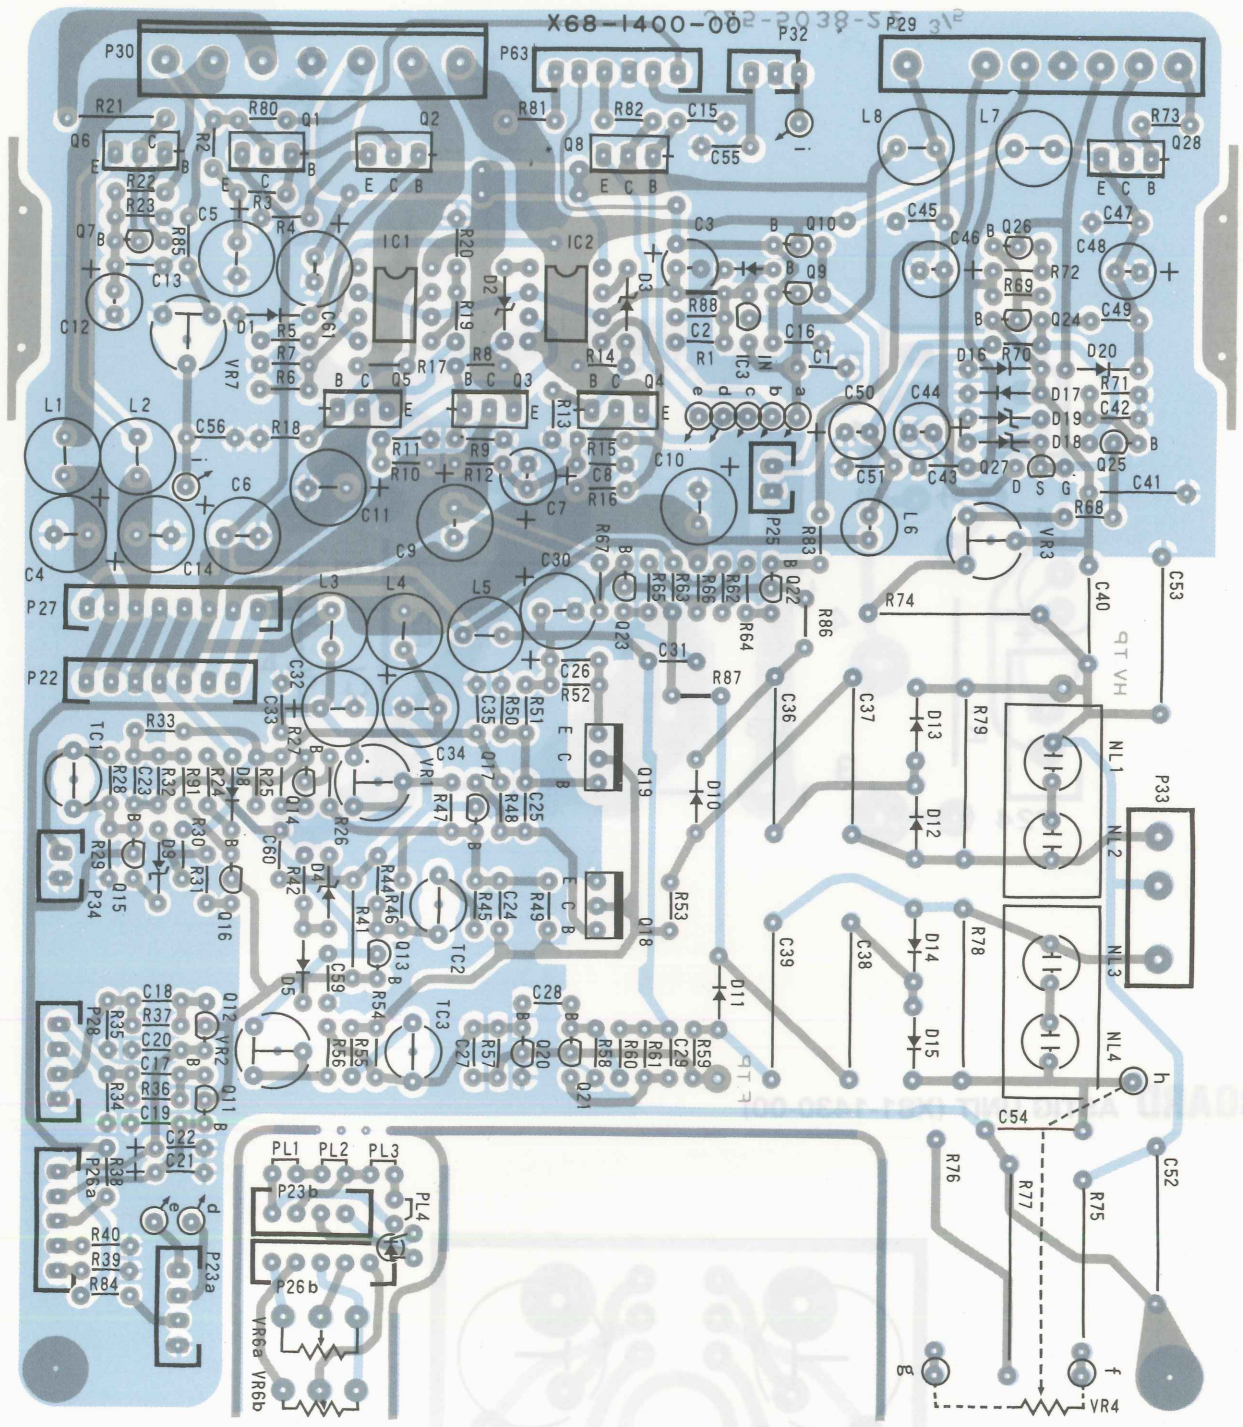 X68-1400-00
P30
P63
P32
P29
R21
R80
R81
R82
C15
L8
L7
R73
Q6
C
R2
Q1
Q2
Q8
C55
i
Q28
E
B
E
C
B
E
C
B
E
C
B
E
C
B
R22
R3
R23
C5
R4
Q7
B
R85
IC1
R20
IC2
C3
Q10
B
C45
C46
Q26
B
C47
C48
C13
D2
D3
B
Q9
R72
R69
C12
D1
R5
C61
R19
R88
C2
C16
B
Q24
C49
VR7
R7
R6
R17
R8
R14
R1
IC3
IN
C1
D16
R70
D20
B
C
Q5
E
B
C
Q3
E
B
C
Q4
E
R13
e
d
c
b
a
D17
R71
L1
L2
C50
C44
D19
C42
C56
R18
R11
R9
R15
D18
B
Q25
i
C6
C11
R10
R12
C7
C8
R16
C10
P25
C51
C43
Q27
D
S
G
C41
C4
C14
C9
R67
R83
L6
VR3
R68
C30
B
R65
R63
R66
R62
B
Q22
P27
L3
L4
L5
Q23
R64
R86
R74
C40
C53
HV TP
P22
C32
C33
C26
R52
C31
R87
C36
C37
TC1
R33
C35
R50
R51
E
C
B
D13
R79
NL1
R27
B
C34
R28
C23
R32
R91
R24
D8
R25
Q14
VR1
Q17
Q19
D10
P33
R26
R47
R48
C25
B
D12
NL2
R29
B
D9
R30
B
C60
P34
Q15
R31
Q16
R42
D4
R44
R46
R41
TC2
R45
C24
R49
E
C
B
Q18
R53
Q13
B
C39
C38
D14
R78
NL3
D5
C59
R54
D11
C18
R37
Q12
P28
R35
C20
VR2
TC3
C28
B
B
R56
R55
C27
R57
Q20
R58
R60
R61
C29
R59
D15
NL4
C17
B
R36
R34
Q11
C19
B
Q21
F. TP
h
C22
C21
P26a
R38
PL1
PL2
PL3
C54
R76
R77
R75
C52
e
d
P23b
PL4
R40
R39
R84
P23a
P26b
VR6a
VR6b
g
f
VR4